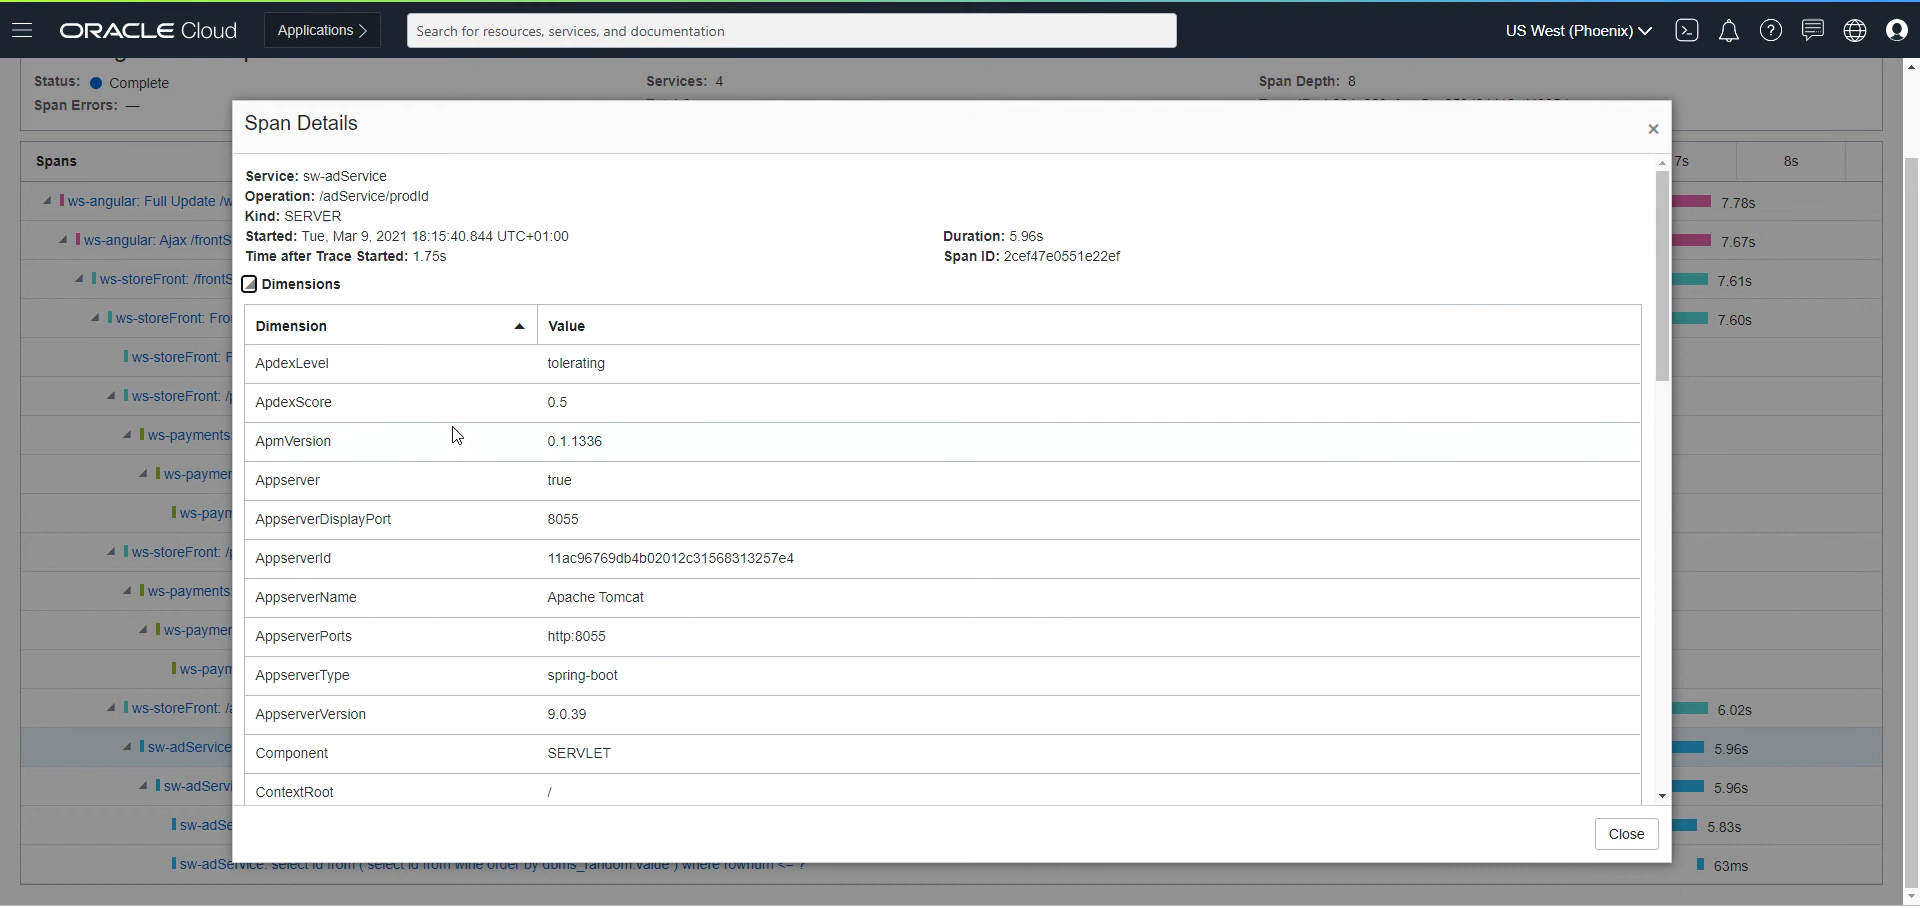 ORACLE Cloud
Applications
Search for resources, services, and documentation
US West (Phoenix)
Status: Complete
Services: 4
Span Depth: 8
Span Errors: —
Span Details
×
Spans
7s
8s
Service: sw-adService
Operation: /adService/prodId
Kind: SERVER
Started: Tue, Mar 9, 2021 18:15:40.844 UTC+01:00
Duration: 5.96s
Time after Trace Started: 1.75s
Span ID: 2cef47e0551e22ef
Dimensions
Dimension Value
ApdexLevel tolerating
ApdexScore 0.5
ApmVersion 0.1.1336
Appserver true
AppserverDisplayPort 8055
AppserverId 11ac96769db4b02012c31568313257e4
AppserverName Apache Tomcat
AppserverPorts http:8055
AppserverType spring-boot
AppserverVersion 9.0.39
Component SERVLET
ContextRoot /
Close
ws-angular: Full Update /w
7.78s
ws-angular: Ajax /frontS
7.67s
ws-storeFront: /frontS
7.61s
ws-storeFront: Fro
7.60s
ws-storeFront: F
ws-storeFront: /p
ws-payments
ws-paymen
ws-paym
ws-storeFront: /p
ws-payments
ws-paymen
ws-paym
ws-storeFront: /a
6.02s
sw-adService
5.96s
sw-adServi
5.96s
sw-adSe
5.83s
sw-adService: select id from ( select id from wine order by dbms_random.value ) where rownum <= ?
63ms